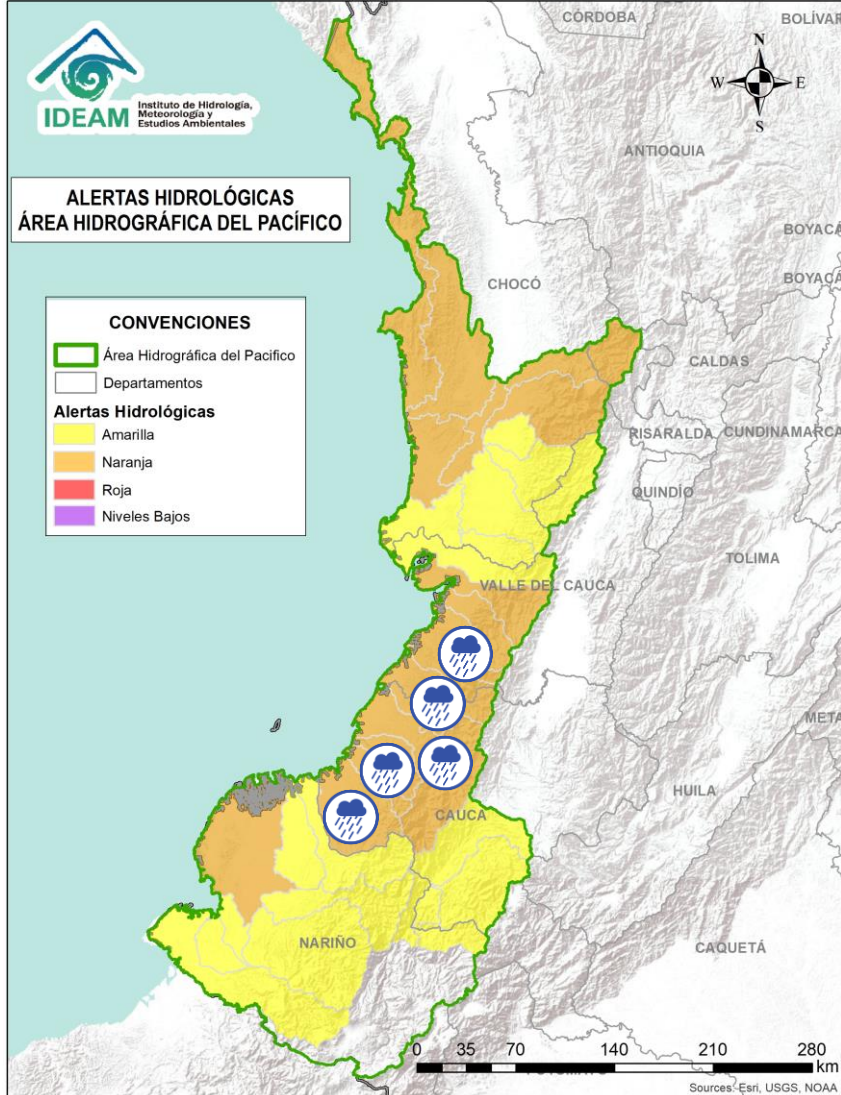 CÓRDOBA
BOLÍVAR
N
W
E
S
IDEAM
Instituto de Hidrología,
Meteorología y
Estudios Ambientales
ANTIOQUIA
ALERTAS HIDROLÓGICAS
ÁREA HIDROGRÁFICA DEL PACÍFICO
BOYACÁ
BOYACÁ
CHOCÓ
CONVENCIONES
Área Hidrográfica del Pacifico
Departamentos
Alertas Hidrológicas
Amarilla
Naranja
Roja
Niveles Bajos
CALDAS
RISARALDA
CUNDINAMARCA
QUINDÍO
TOLIMA
VALLE DEL CAUCA
META
HUILA
CAUCA
NARIÑO
CAQUETÁ
0 35 70 140 210 280
km
Sources: Esri, USGS, NOAA